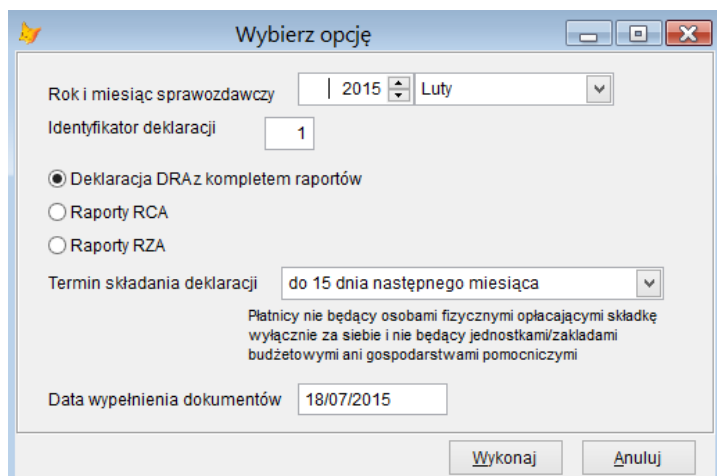 Wybierz opcję
Rok i miesiąc sprawozdawczy 2015 Luty
Identyfikator deklaracji 1
Deklaracja DRAz kompletem raportów
Raporty RCA
Raporty RZA
Termin składania deklaracji do 15 dnia następnego miesiąca
Płatnicy nie będący osobami fizycznymi opłacającymi składkę
wyłącznie za siebie i nie będący jednostkami/zakladami
budżetowymi ani gospodarstwami pomocniczymi
Data wypełnienia dokumentów 18/07/2015
Wykonaj Anuluj